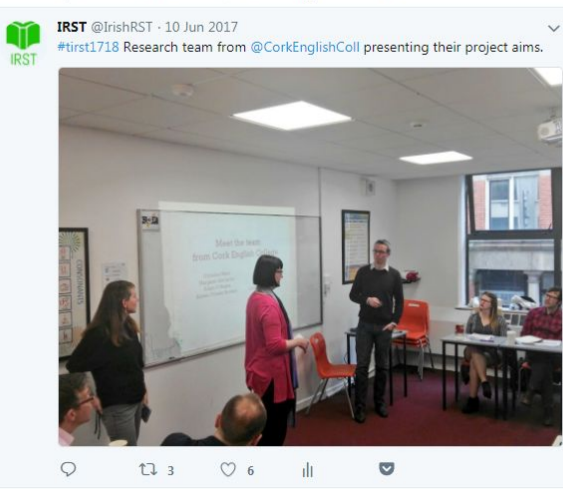 IRST @IrishRST · 10 Jun 2017
#tirst1718 Research team from @CorkEnglishColl presenting their project aims.
IRST
Meet the team
from Cork English College
3
6